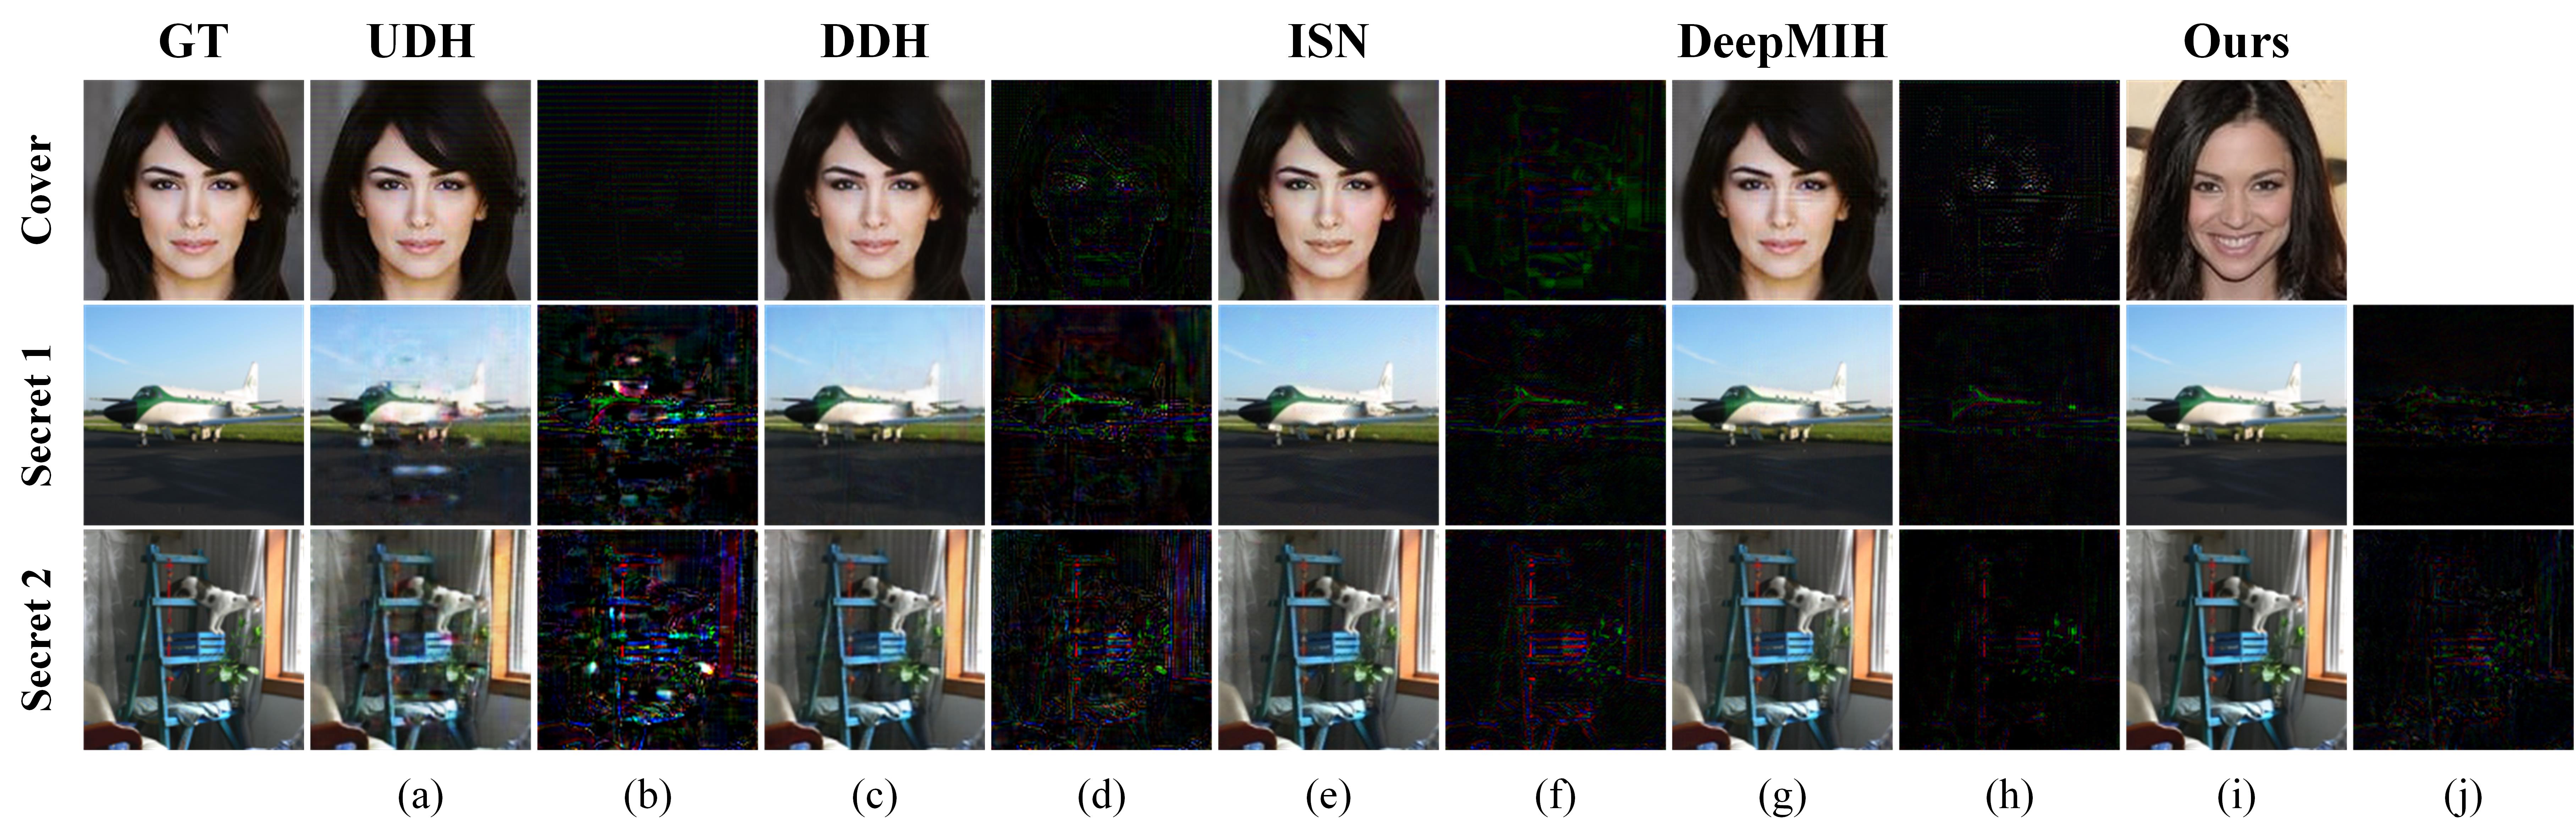 GT UDH DDH ISN DeepMIH Ours
Cover
Secret 1
Secret 2
(a) (b) (c) (d) (e) (f) (g) (h) (i) (j)